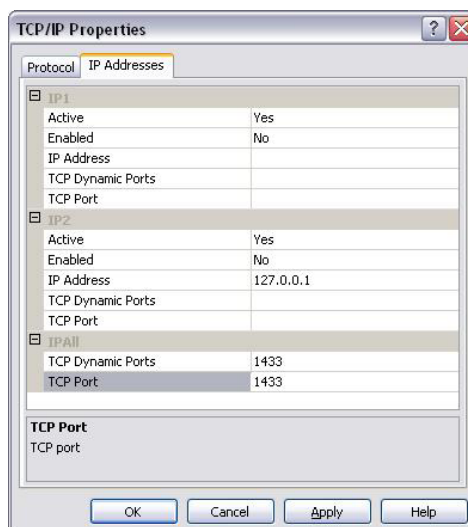 TCP/IP Properties
Protocol IP Addresses
IP1
Active Yes
Enabled No
IP Address
TCP Dynamic Ports
TCP Port
IP2
Active Yes
Enabled No
IP Address 127.0.0.1
TCP Dynamic Ports
TCP Port
IPAll
TCP Dynamic Ports 1433
TCP Port 1433
TCP Port
TCP port
OK Cancel Apply Help